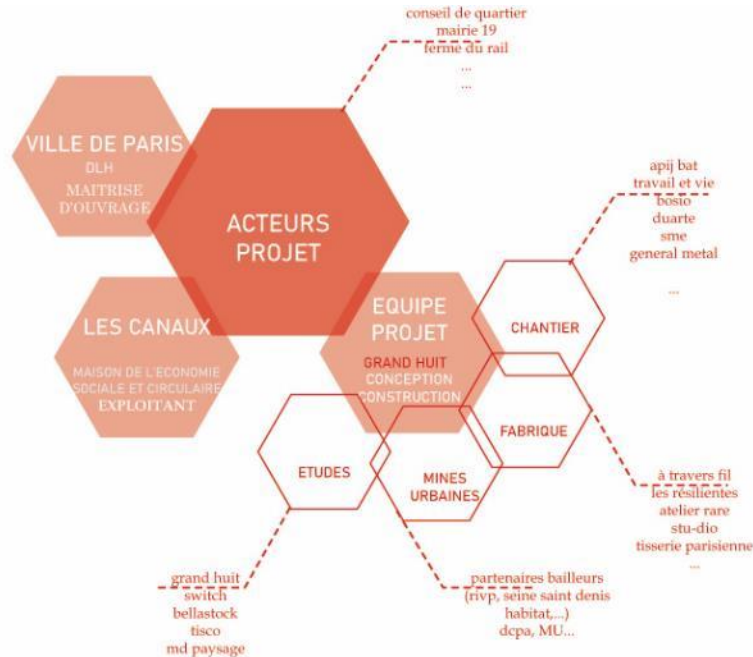 conseil de quartier
mairie 19
ferme du rail
...
...
VILLE DE PARIS
DLH
MAITRISE
D'OUVRAGE
ACTEURS
PROJET
apij bat
travail et vie
bosio
duarte
sme
general metal
...
LES CANAUX
MAISON DE L'ECONOMIE
SOCIALE ET CIRCULAIRE
EXPLOITANT
EQUIPE
PROJET
GRAND HUIT
CONCEPTION
CONSTRUCTION
CHANTIER
FABRIQUE
MINES
URBAINES
ETUDES
à travers fil
les résilientes
atelier rare
stu-dio
tisserie parisienne
...
grand huit
switch
bellastock
tisco
md paysage
partenaires bailleurs
(rivp, seine saint denis
habitat,...)
dcpa, MU...